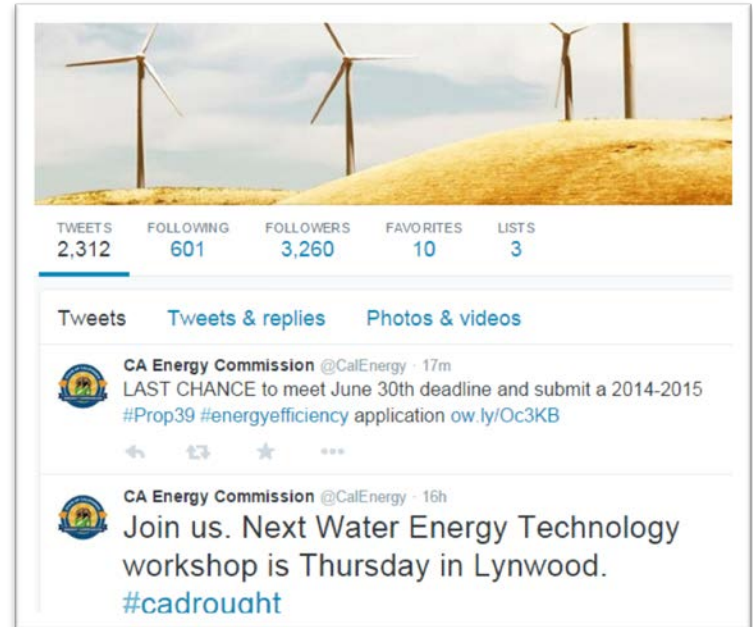 TWEETS FOLLOWING FOLLOWERS FAVORITES LISTS
2,312 601 3,260 10 3
Tweets Tweets & replies Photos & videos
CA Energy Commission @CalEnergy · 17m
LAST CHANCE to meet June 30th deadline and submit a 2014-2015
#Prop39 #energyefficiency application ow.ly/Oc3KB
CA Energy Commission @CalEnergy · 16h
Join us. Next Water Energy Technology
workshop is Thursday in Lynwood.
#cadrought